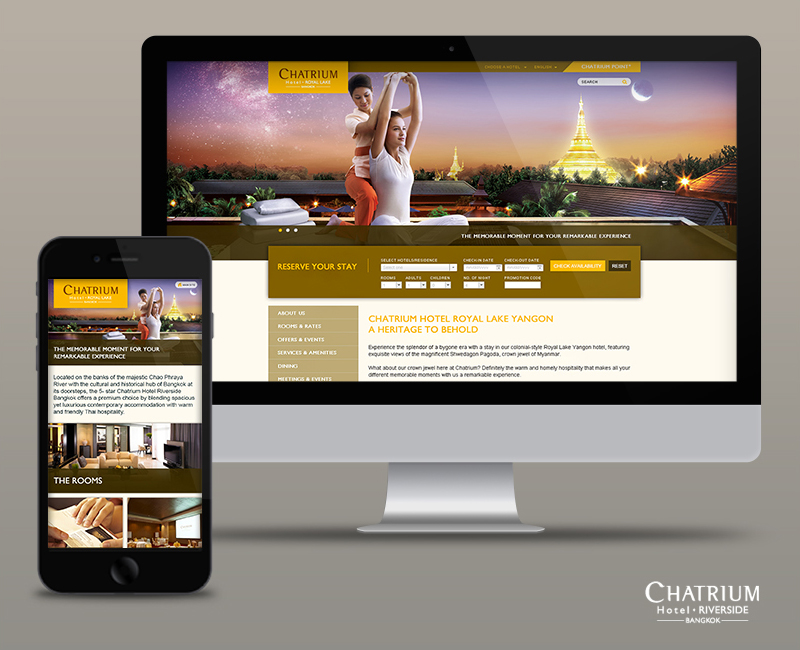 CHATRIUM
Hotel • ROYAL LAKE
BANGKOK
CHOOSE A HOTEL
ENGLISH
CHATRIUM POINT+
SEARCH
THE MEMORABLE MOMENT FOR YOUR REMARKABLE EXPERIENCE
RESERVE YOUR STAY
SELECT HOTELS/RESIDENCE
CHECK-IN DATE
CHECK-OUT DATE
CHECK AVAILABILITY
RESET
ROOMS
ADULTS
CHILDREN
NO. OF NIGHT
PROMOTION CODE
ABOUT US
ROOMS & RATES
OFFERS & EVENTS
SERVICES & AMENITIES
DINING
MEETINGS & EVENTS
CHATRIUM HOTEL ROYAL LAKE YANGON
A HERITAGE TO BEHOLD
Experience the splendor of a bygone era with a stay in our colonial-style Royal Lake Yangon hotel, featuring
exquisite views of the magnificent Shwedagon Pagoda, crown jewel of Myanmar.
What about our crown jewel here at Chatrium? Definitely the warm and homely hospitality that makes all your
different memorable moments with us a remarkable experience.
CHATRIUM
Hotel • ROYAL LAKE
BANGKOK
THE MEMORABLE MOMENT FOR YOUR
REMARKABLE EXPERIENCE
Located on the banks of the majestic Chao Phraya
River with the cultural and historical hub of Bangkok at
its doorsteps, the 5- star Chatrium Hotel Riverside
Bangkok offers a premium choice by blending spacious
yet luxurious contemporary accommodation with warm
and friendly Thai hospitality.
THE ROOMS
CHATRIUM
Hotel • RIVERSIDE
BANGKOK